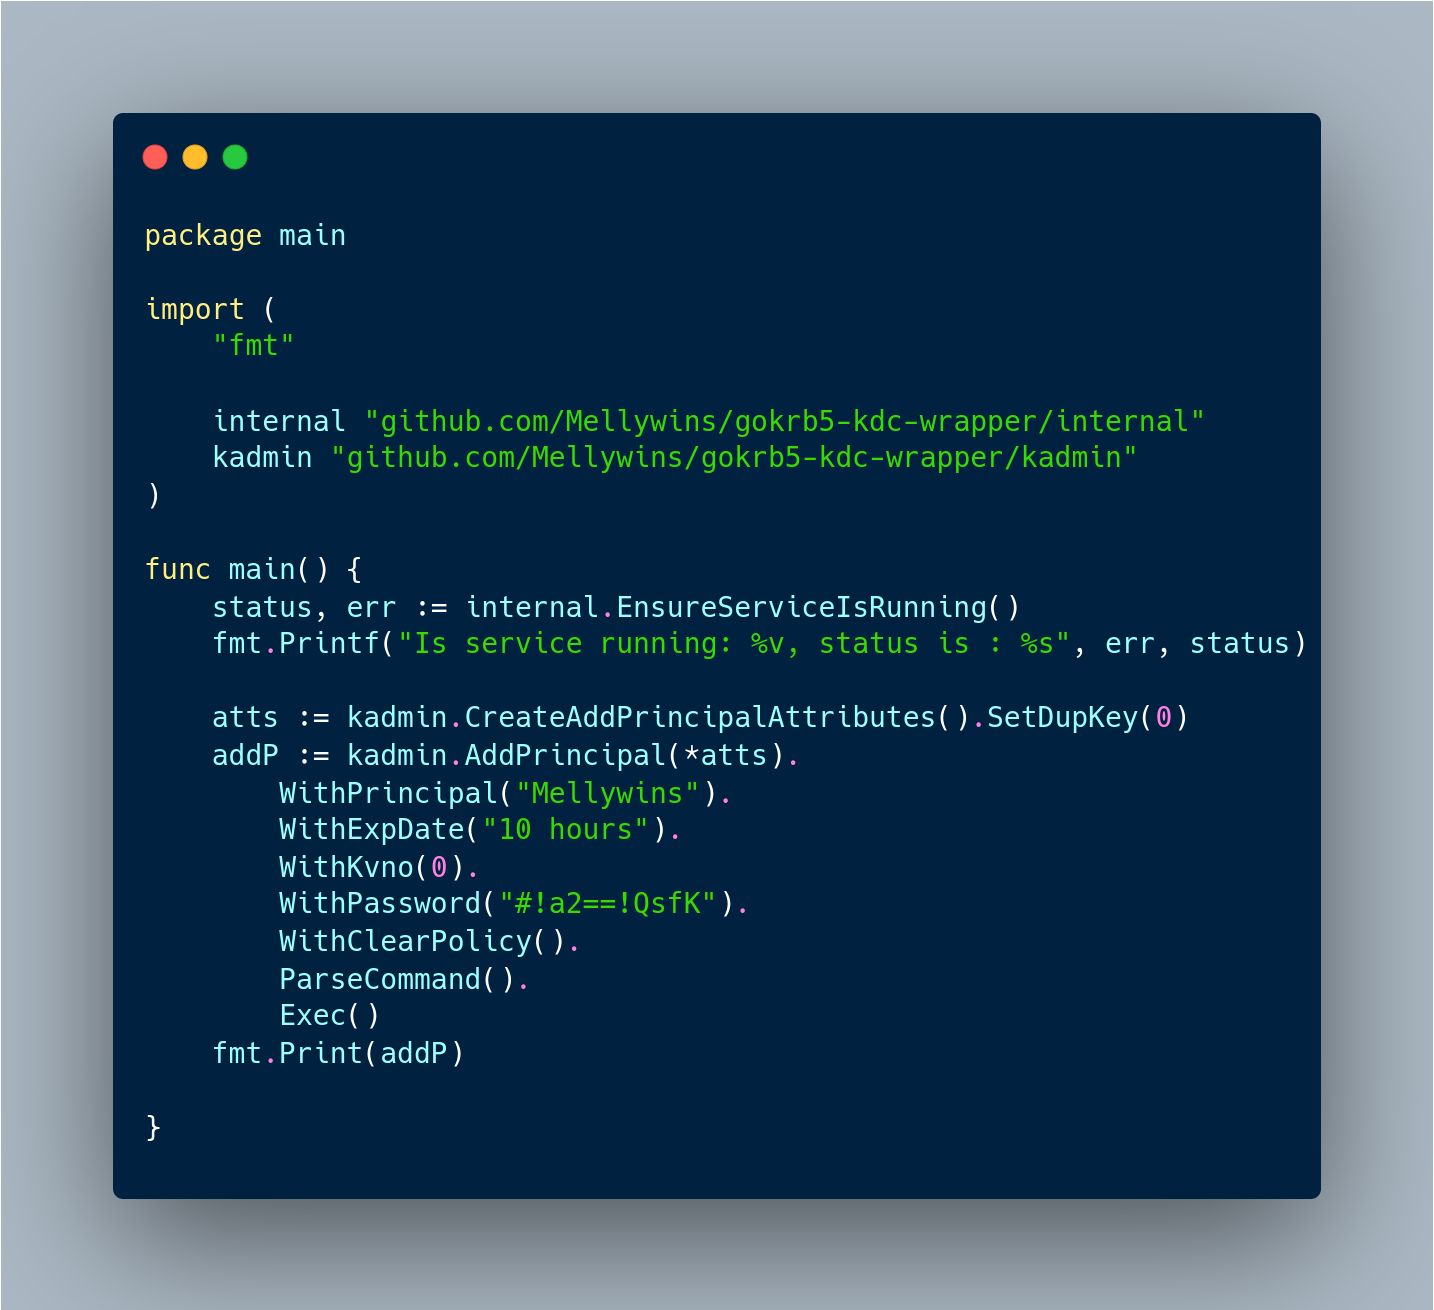 package main
import (
"fmt"
internal "github.com/Mellywins/gokrb5-kdc-wrapper/internal"
kadmin "github.com/Mellywins/gokrb5-kdc-wrapper/kadmin"
)
func main() {
status, err := internal.EnsureServiceIsRunning()
fmt.Printf("Is service running: %v, status is : %s", err, status)
atts := kadmin.CreateAddPrincipalAttributes().SetDupKey(0)
addP := kadmin.AddPrincipal(*atts).
WithPrincipal("Mellywins").
WithExpDate("10 hours").
WithKvno(0).
WithPassword("#!a2==!QsfK").
WithClearPolicy().
ParseCommand().
Exec()
fmt.Print(addP)
}